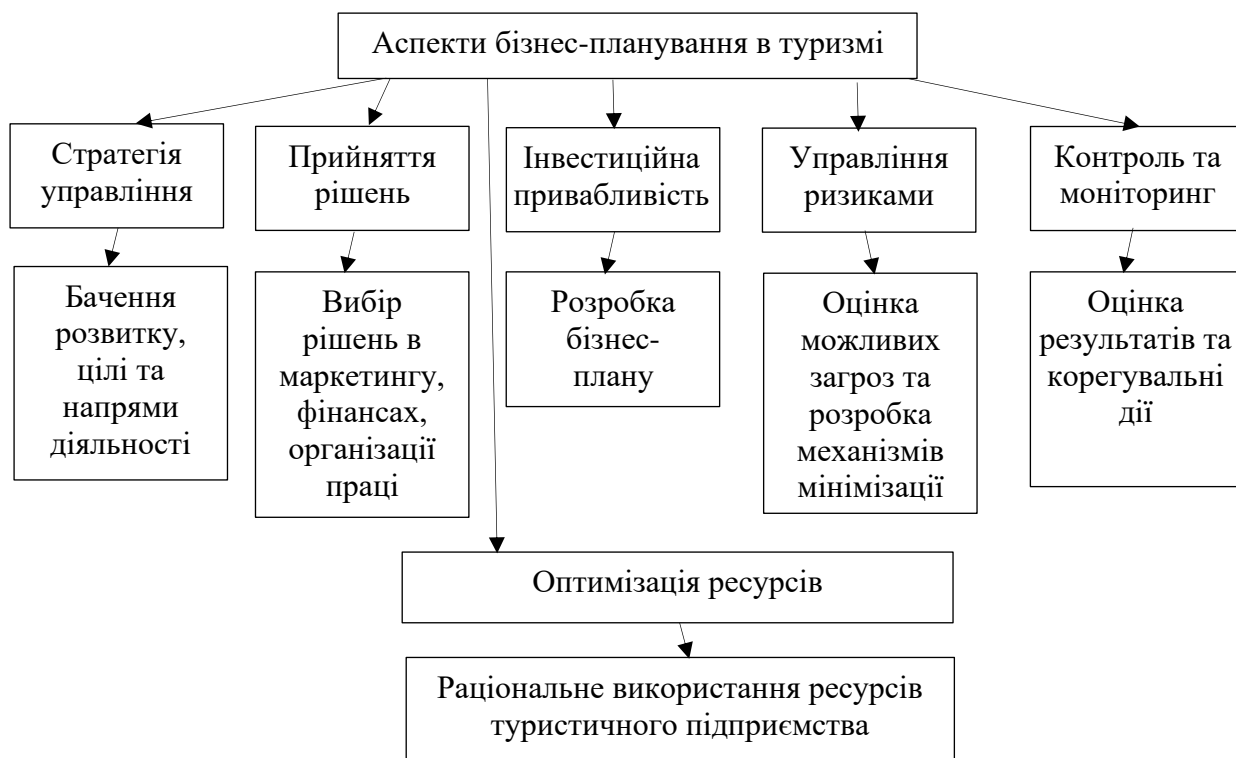 Аспекти бізнес-планування в туризмі
Стратегія
управління
Прийняття
рішень
Інвестиційна
привабливість
Управління
ризиками
Контроль та
моніторинг
Бачення
розвитку,
цілі та
напрями
діяльності
Вибір
рішень в
маркетингу,
фінансах,
організації
праці
Розробка
бізнес-
плану
Оцінка
можливих
загроз та
розробка
механізмів
мінімізації
Оцінка
результатів та
корегувальні
дії
Оптимізація ресурсів
Раціональне використання ресурсів
туристичного підприємства